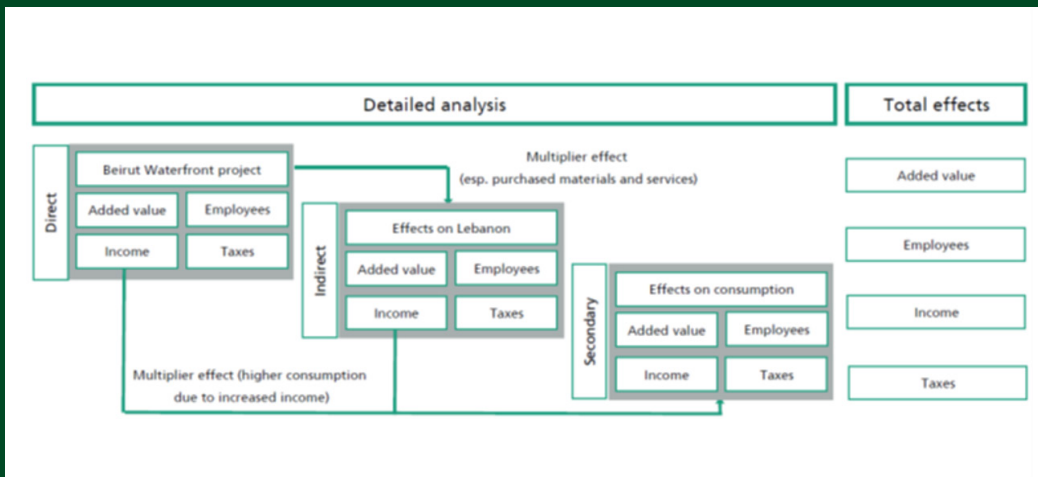 Detailed analysis
Total effects
Direct
Beirut Waterfront project
Added value
Employees
Income
Taxes
Multiplier effect
(esp. purchased materials and services)
Indirect
Effects on Lebanon
Added value
Employees
Income
Taxes
Secondary
Effects on consumption
Added value
Employees
Income
Taxes
Multiplier effect (higher consumption
due to increased income)
Added value
Employees
Income
Taxes